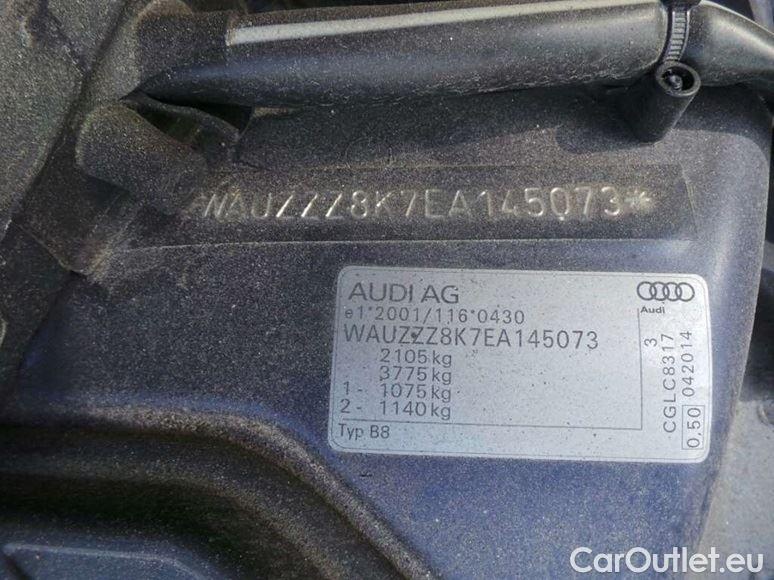 WAUZZZ8K7EA145073*
AUDI AG
Audi
e1*2001/116*0430
WAUZZZ8K7EA145073
2105kg
3775kg
1 - 1075kg
2 - 1140kg
Typ B8
CGLC8317 3
0,50 042014
CarOutlet.eu